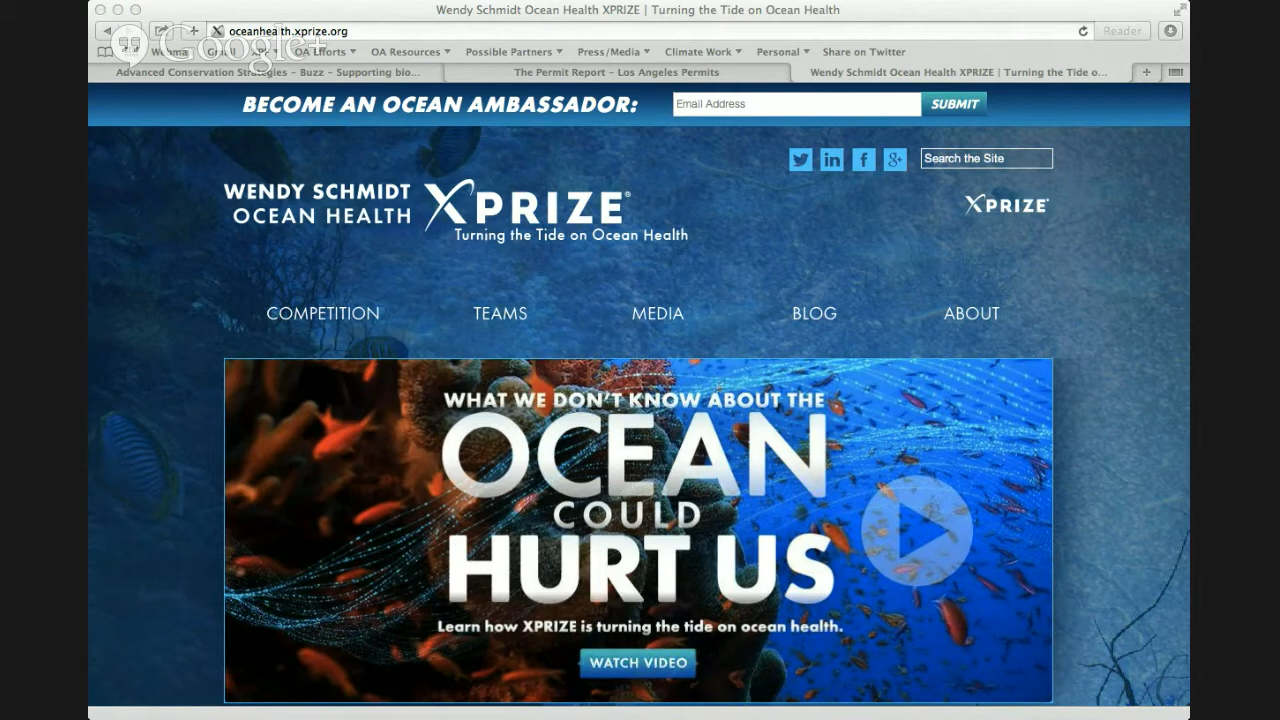 Wendy Schmidt Ocean Health XPRIZE | Turning the Tide on Ocean Health
oceanhealth.xprize.org
Reader
Google+
OA Efforts
OA Resources
Possible Partners
Press/Media
Climate Work
Personal
Share on Twitter
Advanced Conservation Strategies – Buzz – Supporting blo...
The Permit Report – Los Angeles Permits
Wendy Schmidt Ocean Health XPRIZE | Turning the Tide o...
BECOME AN OCEAN AMBASSADOR:
Email Address
SUBMIT
Search the Site
WENDY SCHMIDT
OCEAN HEALTH
XPRIZE®
Turning the Tide on Ocean Health
XPRIZE
COMPETITION
TEAMS
MEDIA
BLOG
ABOUT
WHAT WE DON'T KNOW ABOUT THE
OCEAN
COULD
HURT US
Learn how XPRIZE is turning the tide on ocean health.
WATCH VIDEO